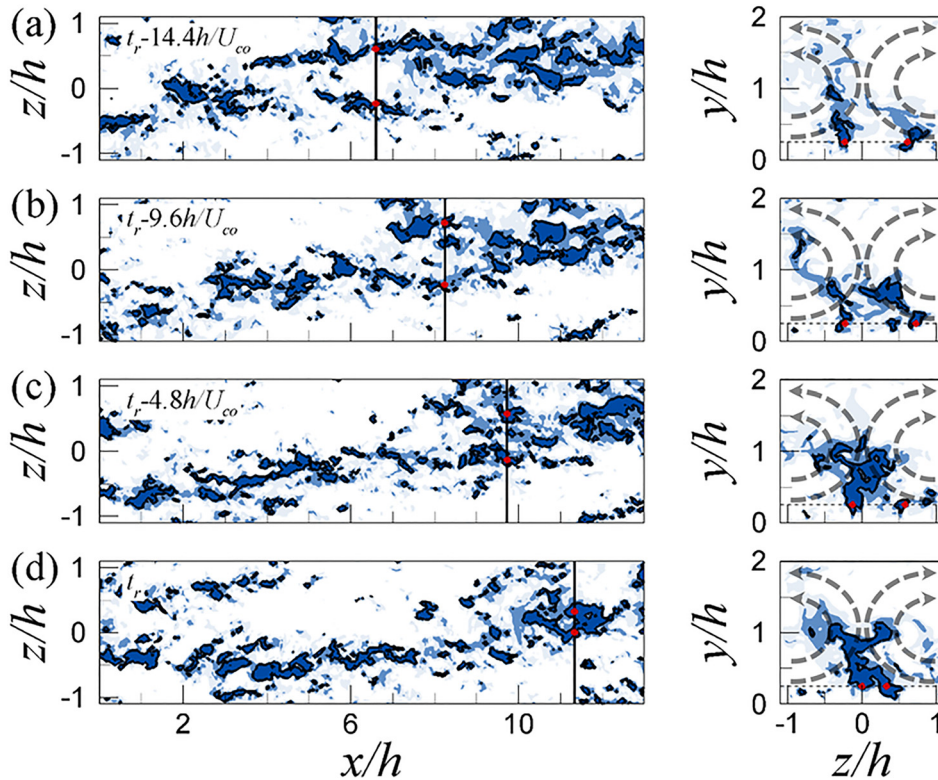 (a)
t_r-14.4h/U_co
z/h
1
0
-1
y/h
2
1
0
(b)
t_r-9.6h/U_co
z/h
1
0
-1
y/h
2
1
0
(c)
t_r-4.8h/U_co
z/h
1
0
-1
y/h
2
1
0
(d)
t_r
z/h
1
0
-1
2
6
10
x/h
y/h
2
1
0
-1
0
1
z/h